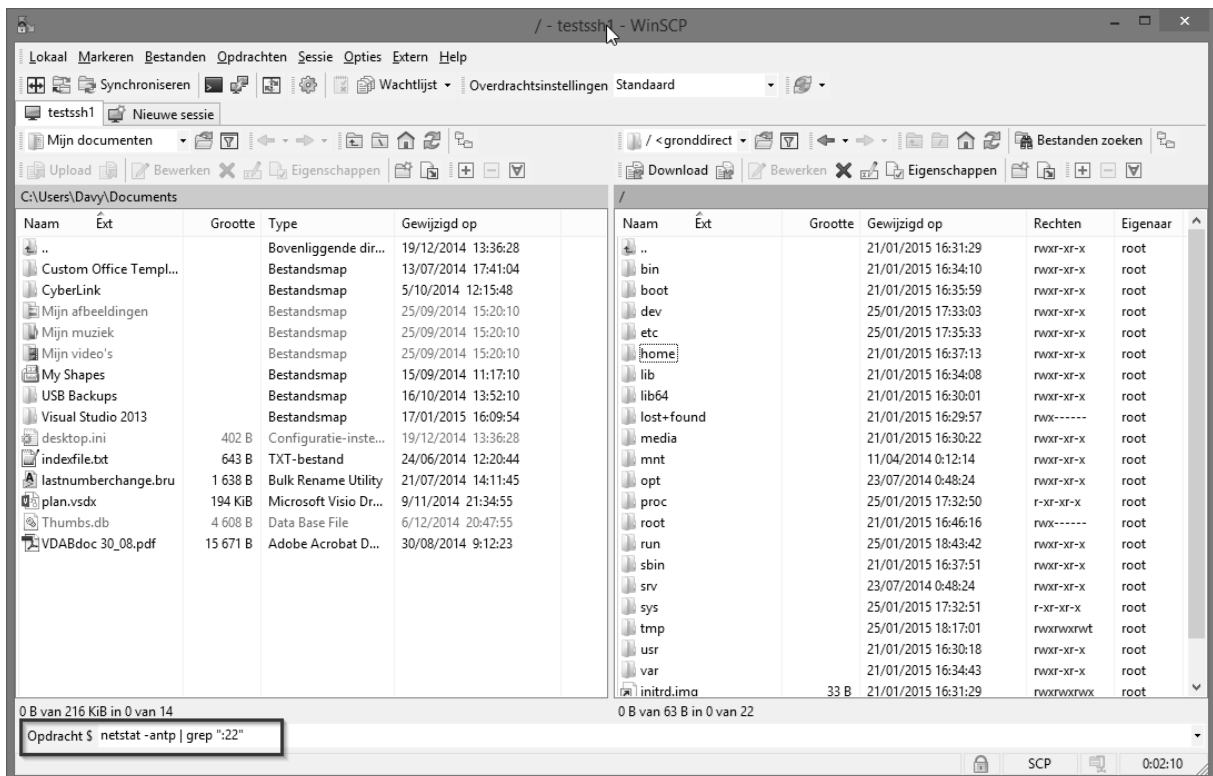 / - testssh1 - WinSCP
Lokaal Markeren Bestanden Opdrachten Sessie Opties Extern Help
Synchroniseren Wachtlijst Overdrachtsinstellingen Standaard
testssh1 Nieuwe sessie
Mijn documenten / <gronddirect Bestanden zoeken
Upload Bewerken Eigenschappen Download Bewerken Eigenschappen
C:\Users\Davy\Documents /
Naam Ext Grootte Type Gewijzigd op
.. Bovenliggende dir... 19/12/2014 13:36:28
Custom Office Templ... Bestandsmap 13/07/2014 17:41:04
CyberLink Bestandsmap 5/10/2014 12:15:48
Mijn afbeeldingen Bestandsmap 25/09/2014 15:20:10
Mijn muziek Bestandsmap 25/09/2014 15:20:10
Mijn video's Bestandsmap 25/09/2014 15:20:10
My Shapes Bestandsmap 15/09/2014 11:17:10
USB Backups Bestandsmap 16/10/2014 13:52:10
Visual Studio 2013 Bestandsmap 17/01/2015 16:09:54
desktop.ini 402 B Configuratie-inste... 19/12/2014 13:36:28
indexfile.txt 643 B TXT-bestand 24/06/2014 12:20:44
lastnumberchange.bru 1 638 B Bulk Rename Utility 21/07/2014 14:11:45
plan.vsdx 194 KiB Microsoft Visio Dr... 9/11/2014 21:34:55
Thumbs.db 4 608 B Data Base File 6/12/2014 20:47:55
VDABdoc 30_08.pdf 15 671 B Adobe Acrobat D... 30/08/2014 9:12:23
Naam Ext Grootte Gewijzigd op Rechten Eigenaar
.. 21/01/2015 16:31:29 rwxr-xr-x root
bin 21/01/2015 16:34:10 rwxr-xr-x root
boot 21/01/2015 16:35:59 rwxr-xr-x root
dev 25/01/2015 17:33:03 rwxr-xr-x root
etc 25/01/2015 17:35:33 rwxr-xr-x root
home 21/01/2015 16:37:13 rwxr-xr-x root
lib 21/01/2015 16:34:08 rwxr-xr-x root
lib64 21/01/2015 16:30:01 rwxr-xr-x root
lost+found 21/01/2015 16:29:57 rwx------ root
media 21/01/2015 16:30:22 rwxr-xr-x root
mnt 11/04/2014 0:12:14 rwxr-xr-x root
opt 23/07/2014 0:48:24 rwxr-xr-x root
proc 25/01/2015 17:32:50 r-xr-xr-x root
root 21/01/2015 16:46:16 rwx------ root
run 25/01/2015 18:43:42 rwxr-xr-x root
sbin 21/01/2015 16:37:51 rwxr-xr-x root
srv 23/07/2014 0:48:24 rwxr-xr-x root
sys 25/01/2015 17:32:51 r-xr-xr-x root
tmp 25/01/2015 18:17:01 rwxrwxrwt root
usr 21/01/2015 16:30:18 rwxr-xr-x root
var 21/01/2015 16:34:43 rwxr-xr-x root
initrd.img 33 B 21/01/2015 16:31:29 rwxrwxrwx root
0 B van 216 KiB in 0 van 14 0 B van 63 B in 0 van 22
Opdracht $ netstat -antp | grep ":22"
SCP 0:02:10